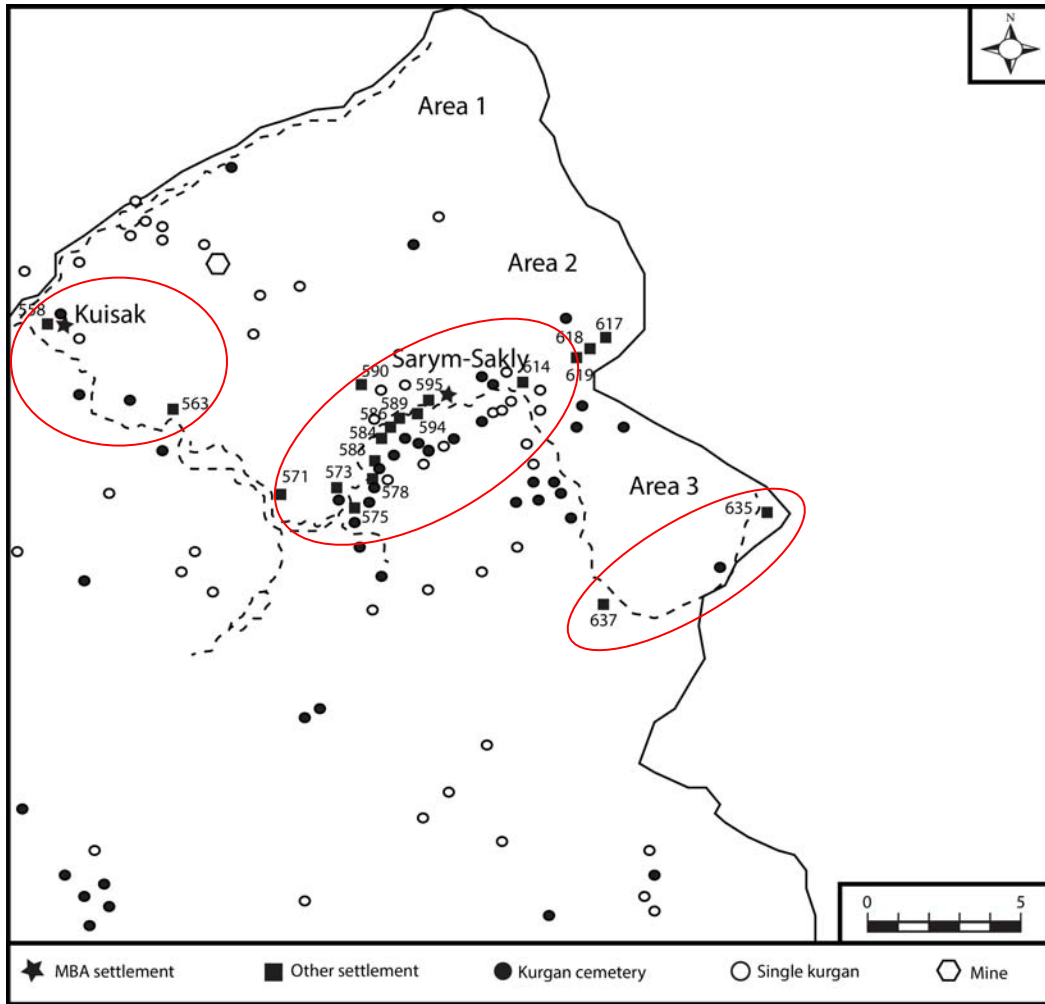 N
Area 1
Area 2
558
Kuisak
617
618
619
Sarym-Sakly
590
595
614
589
586
594
584
583
563
571
573
578
575
Area 3
635
637
0 5
MBA settlement
Other settlement
Kurgan cemetery
Single kurgan
Mine